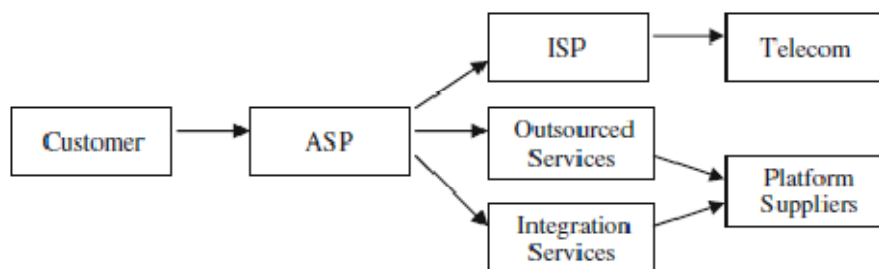 ISP
Telecom
Customer
ASP
Outsourced
Services
Platform
Suppliers
Integration
Services